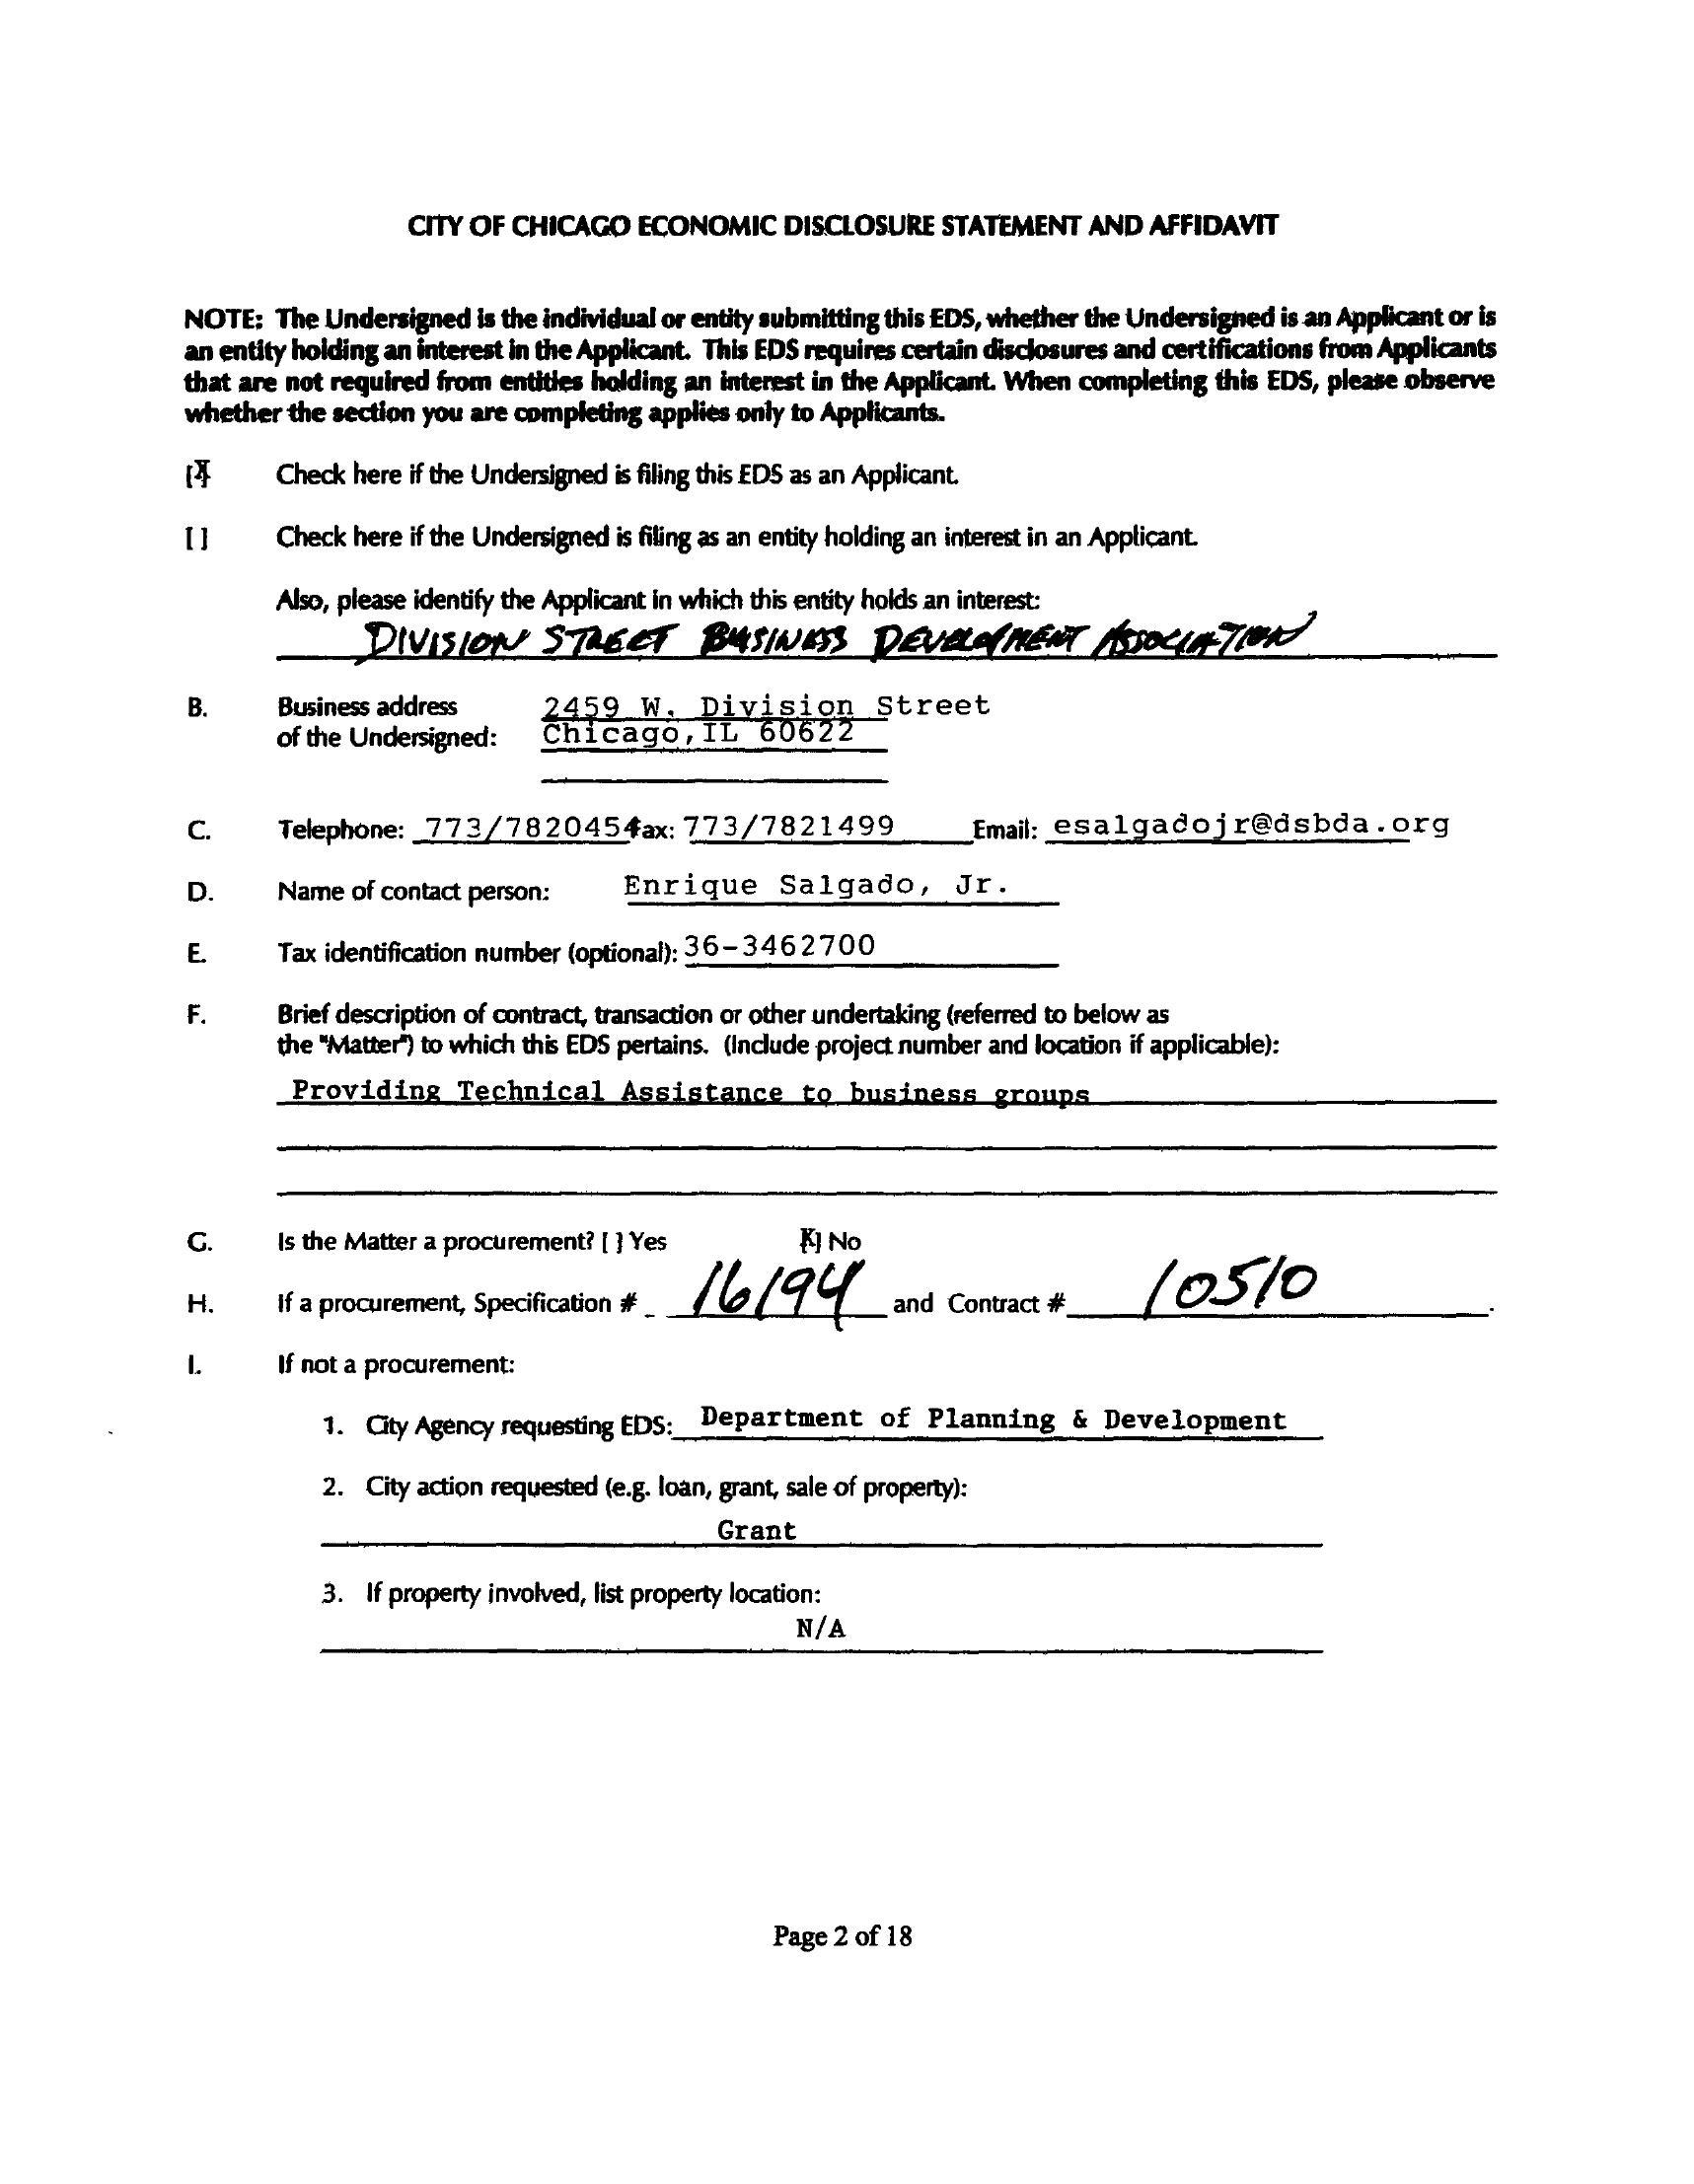 CITY OF CHICAGO ECONOMIC DISCLOSURE STATEMENT AND AFFIDAVIT
NOTE: The Undersigned is the individual or entity submitting this EDS, whether the Undersigned is an Applicant or is
an entity holding an interest in the Applicant. This EDS requires certain disclosures and certifications from Applicants
that are not required from entities holding an interest in the Applicant. When completing this EDS, please observe
whether the section you are completing applies only to Applicants.
[X] Check here if the Undersigned is filing this EDS as an Applicant.
[ ] Check here if the Undersigned is filing as an entity holding an interest in an Applicant.
Also, please identify the Applicant in which this entity holds an interest:
DIVISION STREET BUSINESS DEVELOPMENT ASSOCIATION
B. Business address 2459 W. Division Street
of the Undersigned: Chicago,IL 60622
C. Telephone: 773/7820454 fax: 773/7821499 Email: esalgadojr@dsbda.org
D. Name of contact person: Enrique Salgado, Jr.
E. Tax identification number (optional): 36-3462700
F. Brief description of contract, transaction or other undertaking (referred to below as
the "Matter") to which this EDS pertains. (Include project number and location if applicable):
Providing Technical Assistance to business groups
G. Is the Matter a procurement? [ ] Yes [X] No
H. If a procurement, Specification # 16194 and Contract # 10510.
I. If not a procurement:
1. City Agency requesting EDS: Department of Planning & Development
2. City action requested (e.g. loan, grant, sale of property):
Grant
3. If property involved, list property location:
N/A
Page 2 of 18